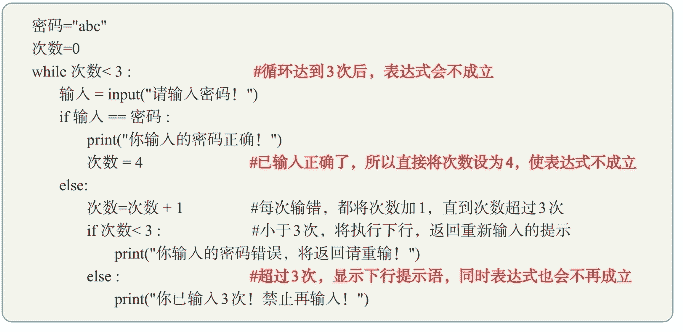 密码="abc"
次数=0
while 次数< 3 : #循环达到3次后，表达式会不成立
输入 = input("请输入密码！")
if 输入 == 密码 :
print("你输入的密码正确！")
次数 = 4 #已输入正确了，所以直接将次数设为4，使表达式不成立
else:
次数=次数 + 1 #每次输错，都将次数加1，直到次数超过3次
if 次数< 3 : #小于3次，将执行下行，返回重新输入的提示
print("你输入的密码错误，将返回请重输！")
else : #超过3次，显示下行提示语，同时表达式也会不再成立
print("你已输入3次！禁止再输入！")